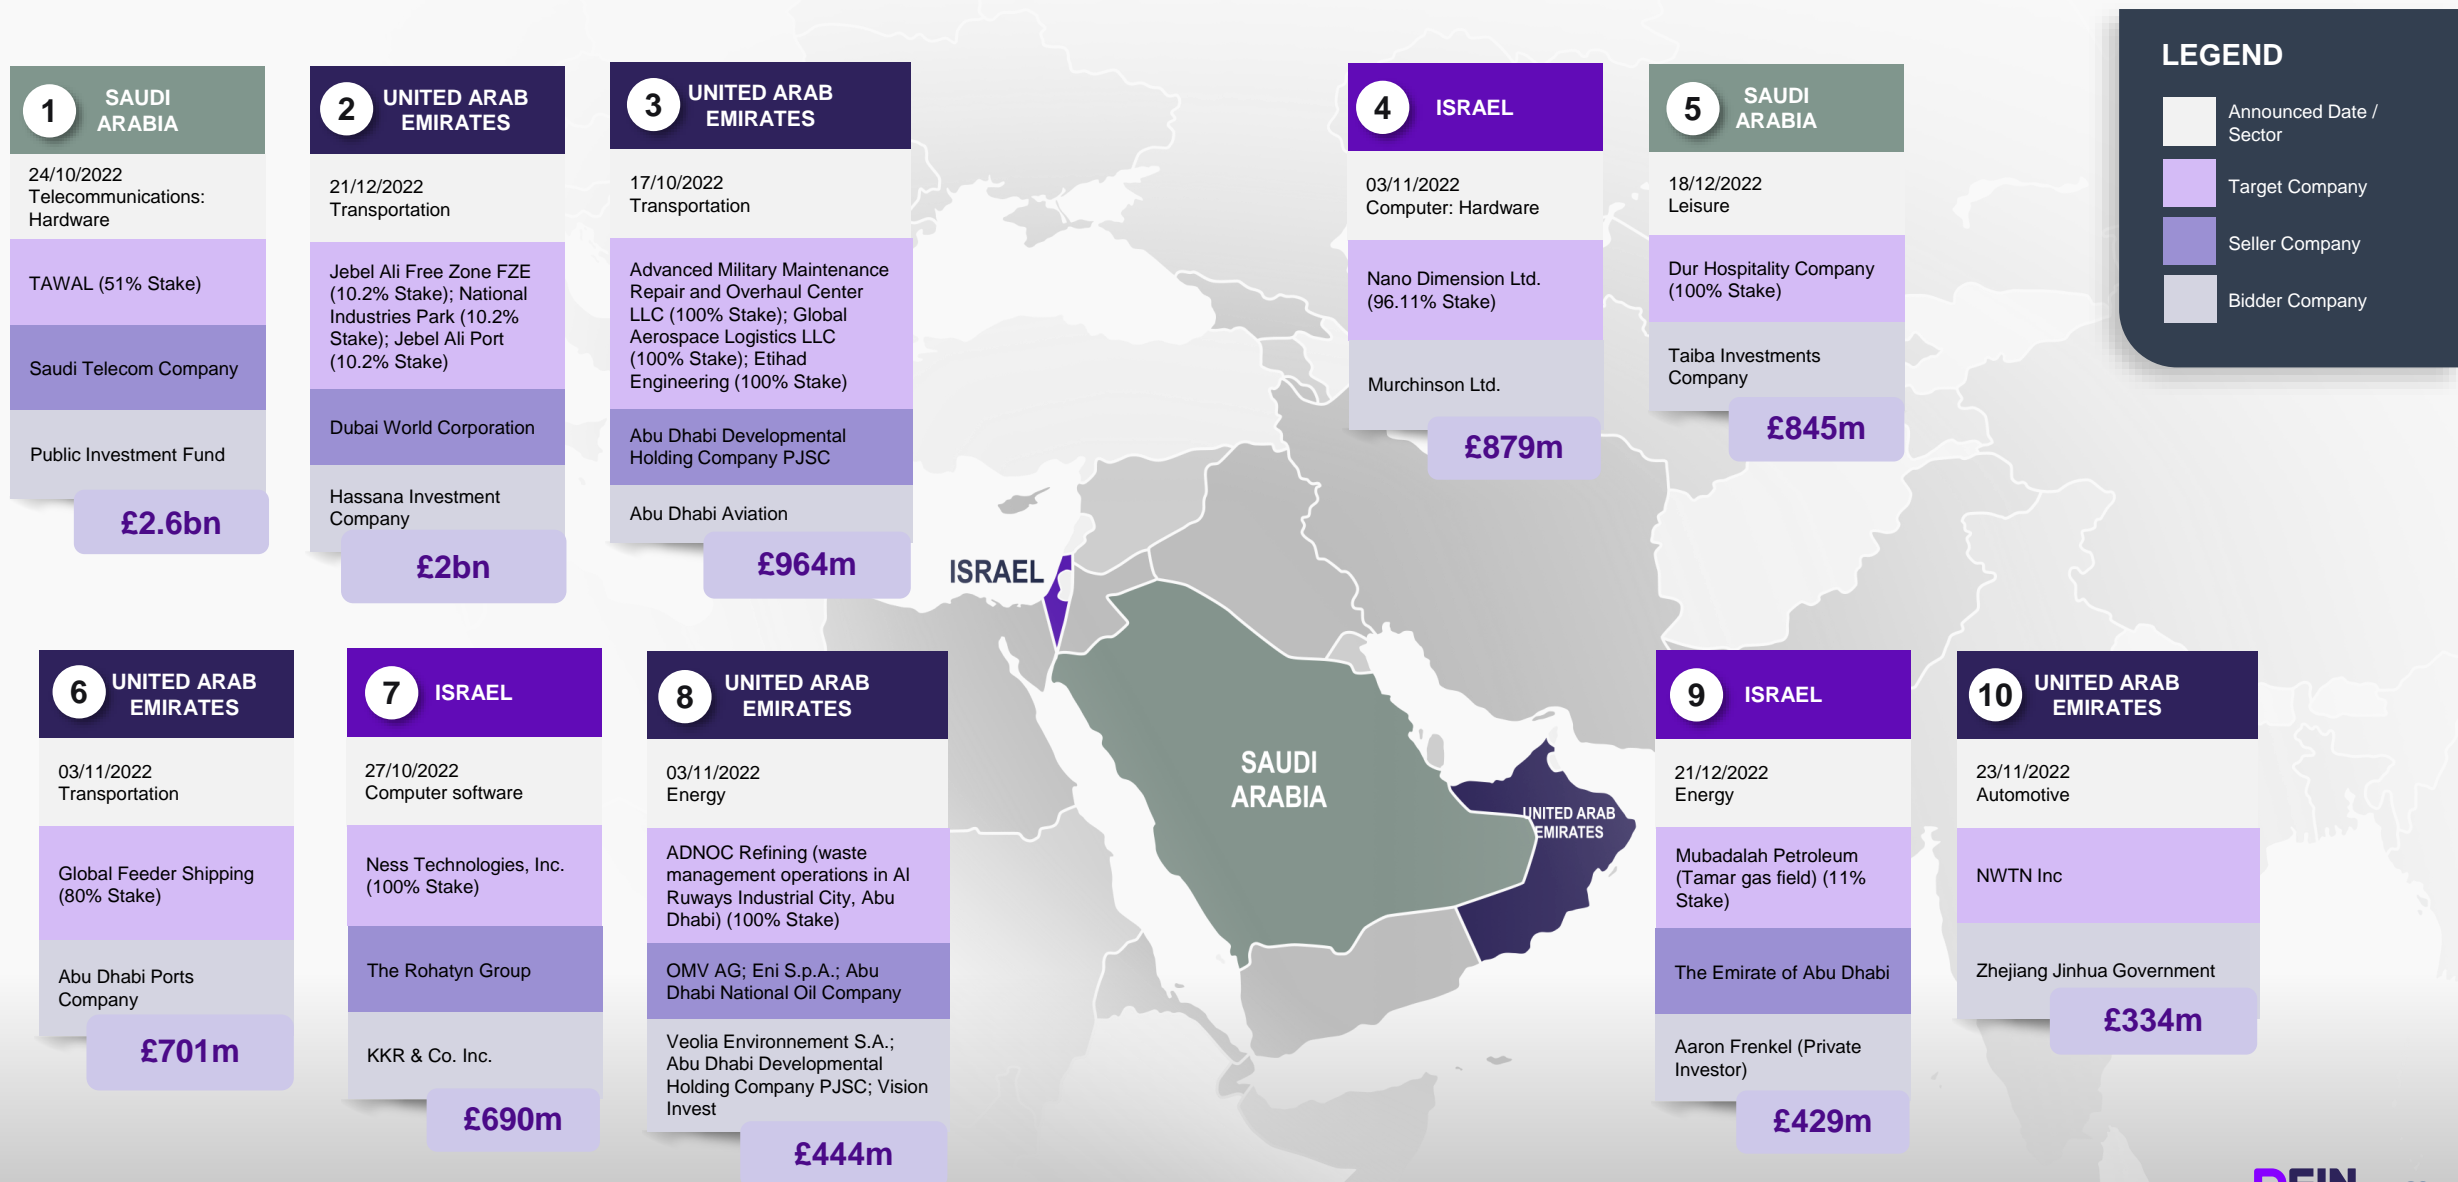 1
SAUDI
ARABIA
24/10/2022
Telecommunications:
Hardware
TAWAL (51% Stake)
Saudi Telecom Company
Public Investment Fund
£2.6bn
2
UNITED ARAB
EMIRATES
21/12/2022
Transportation
Jebel Ali Free Zone FZE
(10.2% Stake); National
Industries Park (10.2%
Stake); Jebel Ali Port
(10.2% Stake)
Dubai World Corporation
Hassana Investment
Company
£2bn
3
UNITED ARAB
EMIRATES
17/10/2022
Transportation
Advanced Military Maintenance
Repair and Overhaul Center
LLC (100% Stake); Global
Aerospace Logistics LLC
(100% Stake); Etihad
Engineering (100% Stake)
Abu Dhabi Developmental
Holding Company PJSC
Abu Dhabi Aviation
£964m
4
ISRAEL
03/11/2022
Computer: Hardware
Nano Dimension Ltd.
(96.11% Stake)
Murchinson Ltd.
£879m
5
SAUDI
ARABIA
18/12/2022
Leisure
Dur Hospitality Company
(100% Stake)
Taiba Investments
Company
£845m
LEGEND
Announced Date /
Sector
Target Company
Seller Company
Bidder Company
ISRAEL
SAUDI
ARABIA
UNITED ARAB
EMIRATES
6
UNITED ARAB
EMIRATES
03/11/2022
Transportation
Global Feeder Shipping
(80% Stake)
Abu Dhabi Ports
Company
£701m
7
ISRAEL
27/10/2022
Computer software
Ness Technologies, Inc.
(100% Stake)
The Rohatyn Group
KKR & Co. Inc.
£690m
8
UNITED ARAB
EMIRATES
03/11/2022
Energy
ADNOC Refining (waste
management operations in Al
Ruways Industrial City, Abu
Dhabi) (100% Stake)
OMV AG; Eni S.p.A.; Abu
Dhabi National Oil Company
Veolia Environnement S.A.;
Abu Dhabi Developmental
Holding Company PJSC; Vision
Invest
£444m
9
ISRAEL
21/12/2022
Energy
Mubadalah Petroleum
(Tamar gas field) (11%
Stake)
The Emirate of Abu Dhabi
Aaron Frenkel (Private
Investor)
£429m
10
UNITED ARAB
EMIRATES
23/11/2022
Automotive
NWTN Inc
Zhejiang Jinhua Government
£334m